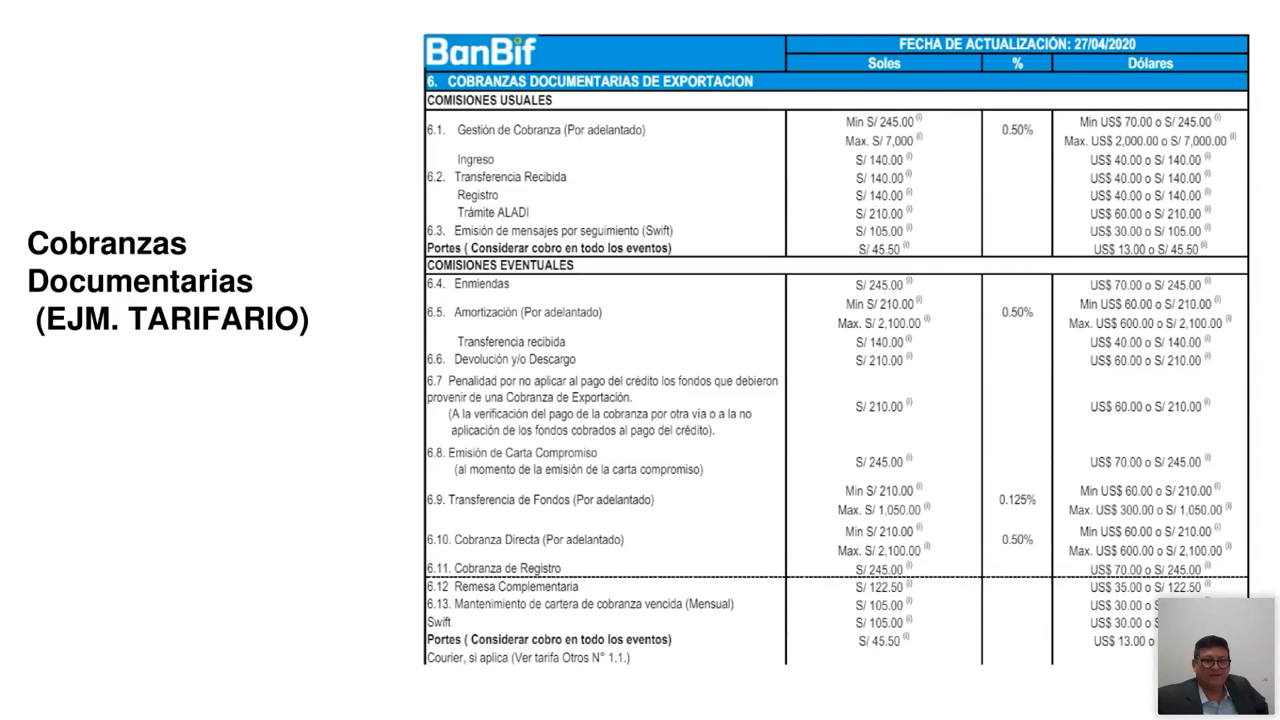 Cobranzas
Documentarias
(EJM. TARIFARIO)
BanBif
FECHA DE ACTUALIZACIÓN: 27/04/2020
Soles % Dólares
6. COBRANZAS DOCUMENTARIAS DE EXPORTACION
COMISIONES USUALES
Min S/ 245.00 (i) Min US$ 70.00 o S/ 245.00 (i)
6.1. Gestión de Cobranza (Por adelantado) 0.50%
Max. S/ 7,000 (i) Max. US$ 2,000.00 o S/ 7,000.00 (i)
Ingreso S/ 140.00 (i) US$ 40.00 o S/ 140.00 (i)
6.2. Transferencia Recibida S/ 140.00 (i) US$ 40.00 o S/ 140.00 (i)
Registro S/ 140.00 (i) US$ 40.00 o S/ 140.00 (i)
Trámite ALADI S/ 210.00 (i) US$ 60.00 o S/ 210.00 (i)
6.3. Emisión de mensajes por seguimiento (Swift) S/ 105.00 (i) US$ 30.00 o S/ 105.00 (i)
Portes ( Considerar cobro en todo los eventos) S/ 45.50 (i) US$ 13.00 o S/ 45.50 (i)
COMISIONES EVENTUALES
6.4. Enmiendas S/ 245.00 (i) US$ 70.00 o S/ 245.00 (i)
Min S/ 210.00 (i) Min US$ 60.00 o S/ 210.00 (i)
6.5. Amortización (Por adelantado) 0.50%
Max. S/ 2,100.00 (i) Max. US$ 600.00 o S/ 2,100.00 (i)
Transferencia recibida S/ 140.00 (i) US$ 40.00 o S/ 140.00 (i)
6.6. Devolución y/o Descargo S/ 210.00 (i) US$ 60.00 o S/ 210.00 (i)
6.7 Penalidad por no aplicar al pago del crédito los fondos que debieron
provenir de una Cobranza de Exportación.
S/ 210.00 (i) US$ 60.00 o S/ 210.00 (i)
(A la verificación del pago de la cobranza por otra vía o a la no
aplicación de los fondos cobrados al pago del crédito).
6.8. Emisión de Carta Compromiso
S/ 245.00 (i) US$ 70.00 o S/ 245.00 (i)
(al momento de la emisión de la carta compromiso)
Min S/ 210.00 (i) Min US$ 60.00 o S/ 210.00 (i)
6.9. Transferencia de Fondos (Por adelantado) 0.125%
Max. S/ 1,050.00 (i) Max. US$ 300.00 o S/ 1,050.00 (i)
Min S/ 210.00 (i) Min US$ 60.00 o S/ 210.00 (i)
6.10. Cobranza Directa (Por adelantado) 0.50%
Max. S/ 2,100.00 (i) Max. US$ 600.00 o S/ 2,100.00 (i)
6.11. Cobranza de Registro S/ 245.00 (i) US$ 70.00 o S/ 245.00 (i)
6.12 Remesa Complementaria S/ 122.50 (i) US$ 35.00 o S/ 122.50 (i)
6.13. Mantenimiento de cartera de cobranza vencida (Mensual) S/ 105.00 (i) US$ 30.00 o
Swift S/ 105.00 (i) US$ 30.00 o
Portes ( Considerar cobro en todo los eventos) S/ 45.50 (i) US$ 13.00 o
Courier, si aplica (Ver tarifa Otros N° 1.1.)